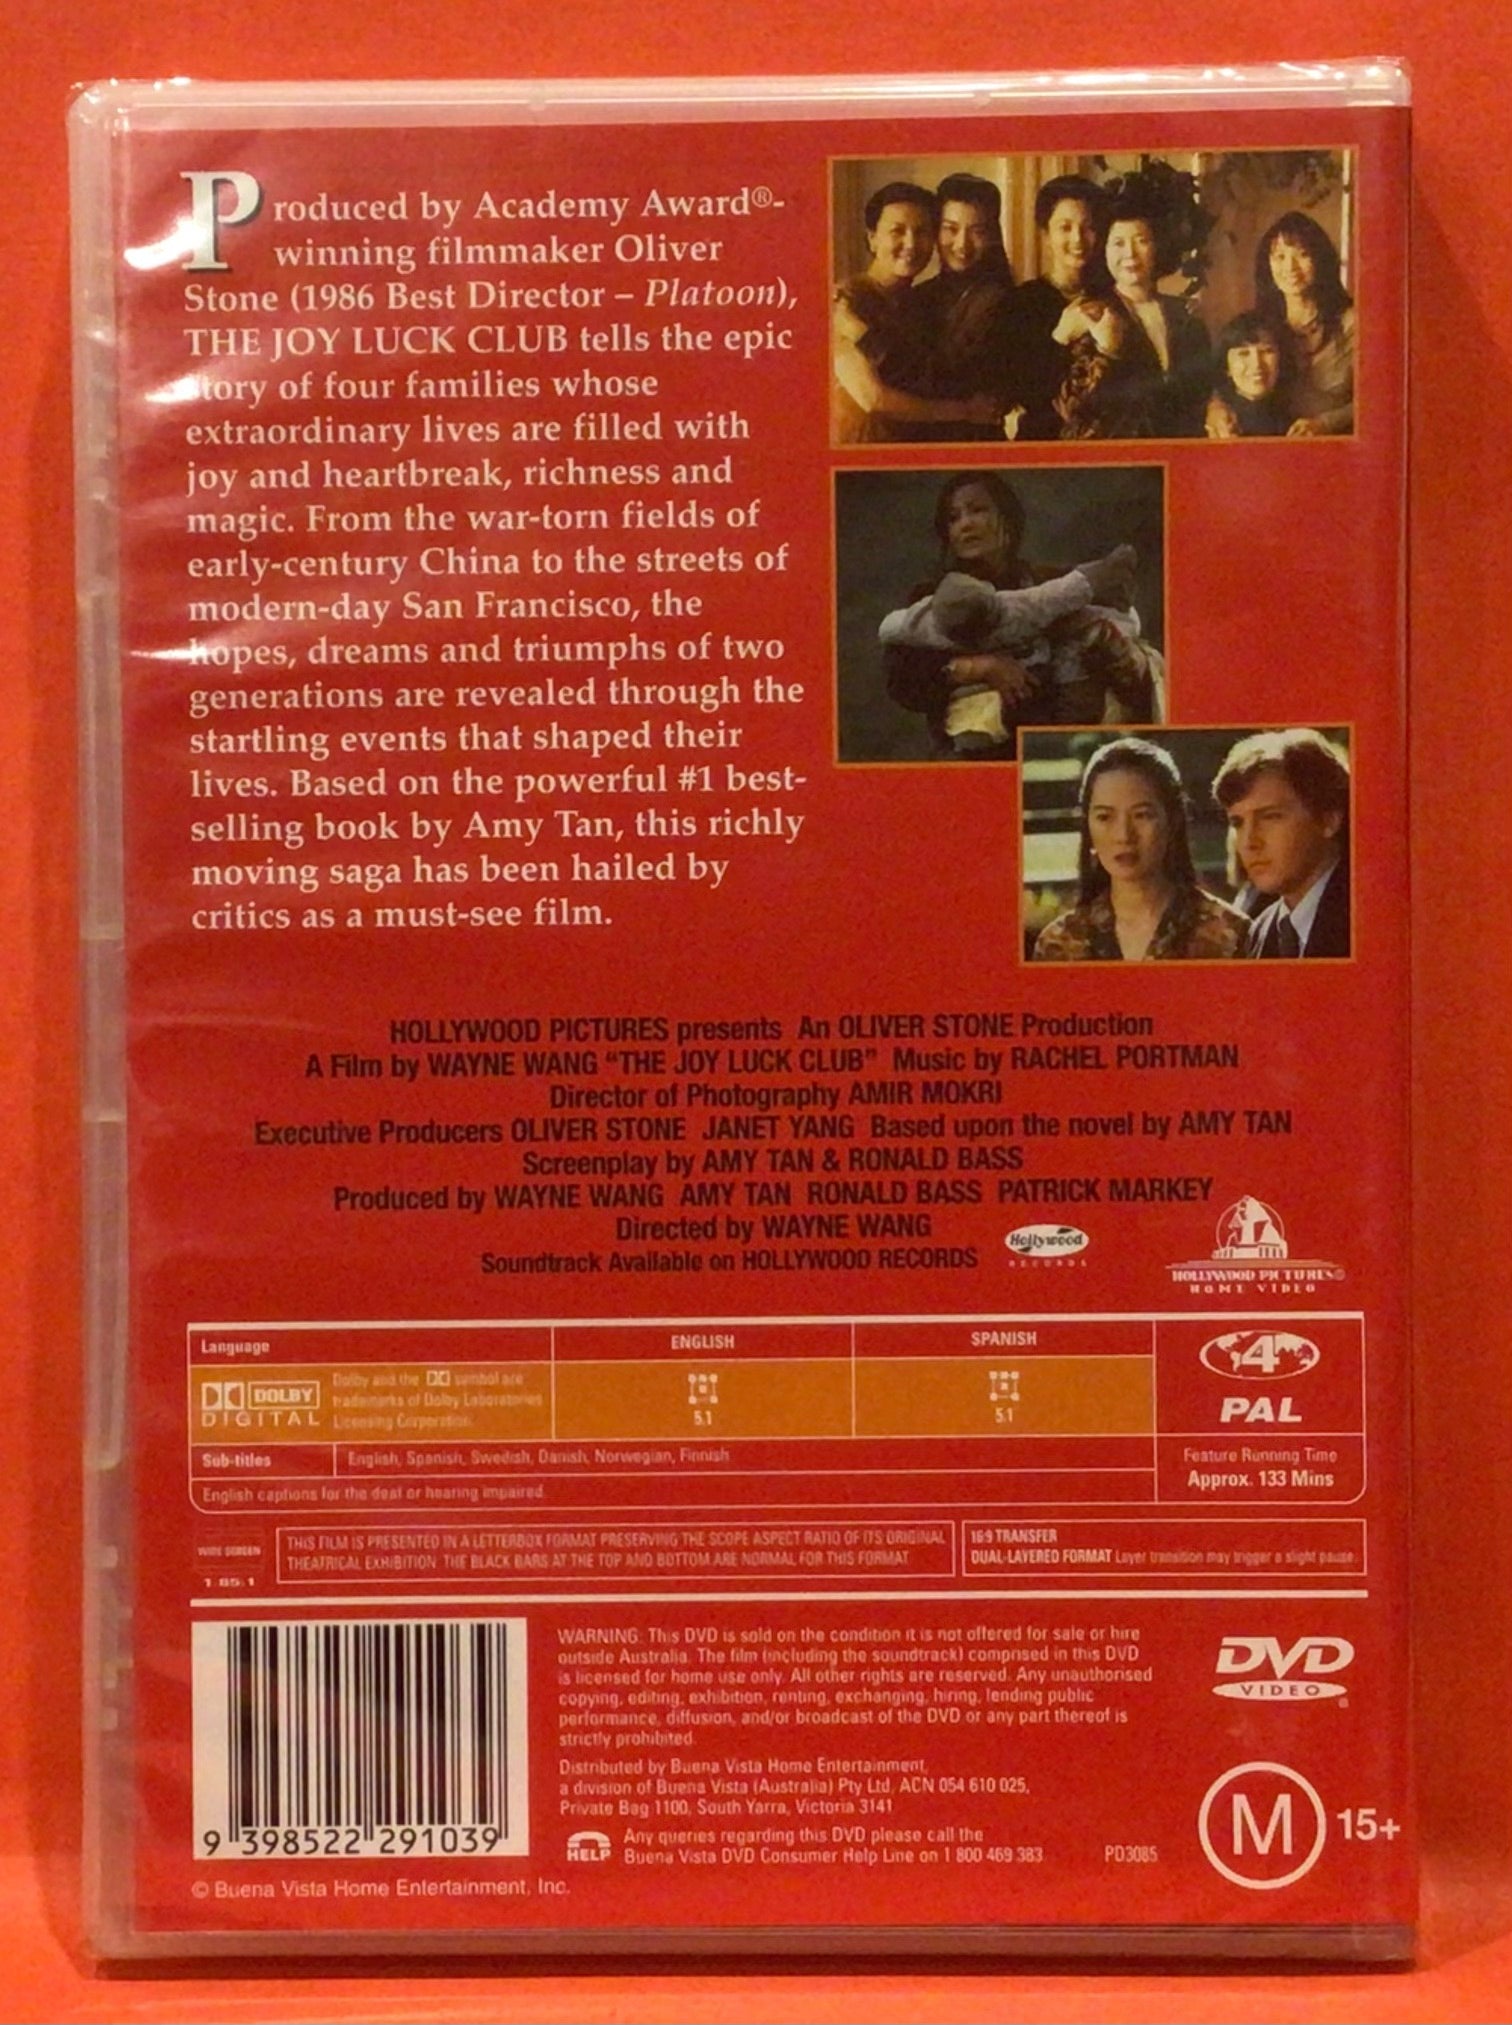 Produced by Academy Award®-
winning filmmaker Oliver
Stone (1986 Best Director – Platoon),
THE JOY LUCK CLUB tells the epic
story of four families whose
extraordinary lives are filled with
joy and heartbreak, richness and
magic. From the war-torn fields of
early-century China to the streets of
modern-day San Francisco, the
hopes, dreams and triumphs of two
generations are revealed through the
startling events that shaped their
lives. Based on the powerful #1 best-
selling book by Amy Tan, this richly
moving saga has been hailed by
critics as a must-see film.
HOLLYWOOD PICTURES presents An OLIVER STONE Production
A Film by WAYNE WANG "THE JOY LUCK CLUB" Music by RACHEL PORTMAN
Director of Photography AMIR MOKRI
Executive Producers OLIVER STONE JANET YANG Based upon the novel by AMY TAN
Screenplay by AMY TAN & RONALD BASS
Produced by WAYNE WANG AMY TAN RONALD BASS PATRICK MARKEY
Directed by WAYNE WANG
Soundtrack Available on HOLLYWOOD RECORDS
Hollywood
RECORDS
HOLLYWOOD PICTURES
HOME VIDEO
Language
ENGLISH
SPANISH
DOLBY
DIGITAL
Dolby and the DD symbol are
trademarks of Dolby Laboratories
Licensing Corporation
5.1
5.1
4
PAL
Sub-titles
English, Spanish, Swedish, Danish, Norwegian, Finnish
English captions for the deaf or hearing impaired
Feature Running Time
Approx. 133 Mins
WIDE SCREEN
1.85:1
THIS FILM IS PRESENTED IN A LETTERBOX FORMAT PRESERVING THE SCOPE ASPECT RATIO OF ITS ORIGINAL
THEATRICAL EXHIBITION. THE BLACK BARS AT THE TOP AND BOTTOM ARE NORMAL FOR THIS FORMAT
16:9 TRANSFER
DUAL-LAYERED FORMAT Layer transition may trigger a slight pause
WARNING: This DVD is sold on the condition it is not offered for sale or hire
outside Australia. The film (including the soundtrack) comprised in this DVD
is licensed for home use only. All other rights are reserved. Any unauthorised
copying, editing, exhibition, renting, exchanging, hiring, lending public
performance, diffusion, and/or broadcast of the DVD or any part thereof is
strictly prohibited.
Distributed by Buena Vista Home Entertainment,
a division of Buena Vista (Australia) Pty Ltd, ACN 054 610 025,
Private Bag 1100, South Yarra, Victoria 3141
HELP
Any queries regarding this DVD please call the
Buena Vista DVD Consumer Help Line on 1 800 469 383
PD3085
DVD
VIDEO
M 15+
9 398522 291039
© Buena Vista Home Entertainment, Inc.